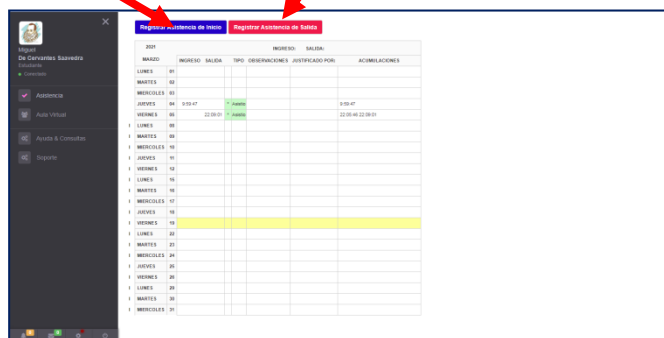 Miguel
De Cervantes Saavedra
Estudiante
Conectado
Asistencia
Aula Virtual
Ayuda & Consultas
Soporte
Registrar Asistencia de Inicio
Registrar Asistencia de Salida
2021 INGRESO: SALIDA:
MARZO INGRESO SALIDA TIPO OBSERVACIONES JUSTIFICADO POR: ACUMULACIONES
LUNES 01
MARTES 02
MIERCOLES 03
JUEVES 04 9:59:47 * Asistio 9:59:47
VIERNES 05 22:08:01 * Asistio 22:00:46 22:08:01
LUNES 08
MARTES 09
MIERCOLES 10
JUEVES 11
VIERNES 12
LUNES 15
MARTES 16
MIERCOLES 17
JUEVES 18
VIERNES 19
LUNES 22
MARTES 23
MIERCOLES 24
JUEVES 25
VIERNES 26
LUNES 29
MARTES 30
MIERCOLES 31